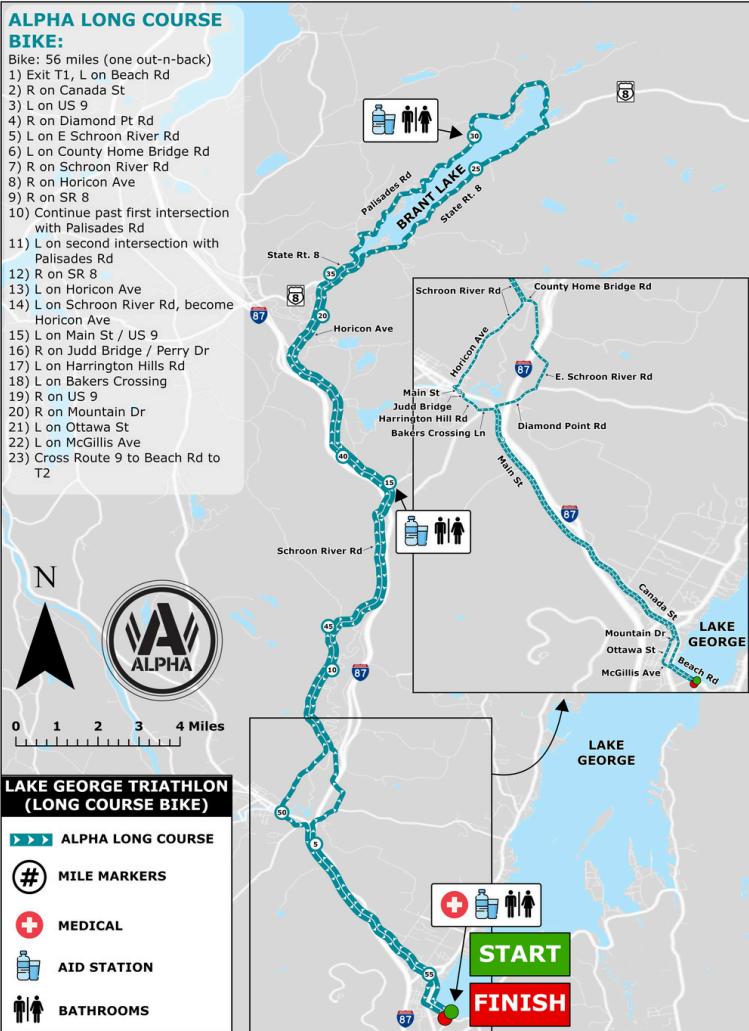 ALPHA LONG COURSE
BIKE:
Bike: 56 miles (one out-n-back)
1) Exit T1, L on Beach Rd
2) R on Canada St
3) L on US 9
4) R on Diamond Pt Rd
5) L on E Schroon River Rd
6) L on County Home Bridge Rd
7) R on Schroon River Rd
8) R on Horicon Ave
9) R on SR 8
10) Continue past first intersection
with Palisades Rd
11) L on second intersection with
Palisades Rd
12) R on SR 8
13) L on Horicon Ave
14) L on Schroon River Rd, become
Horicon Ave
15) L on Main St / US 9
16) R on Judd Bridge / Perry Dr
17) L on Harrington Hills Rd
18) L on Bakers Crossing
19) R on US 9
20) R on Mountain Dr
21) L on Ottawa St
22) L on McGillis Ave
23) Cross Route 9 to Beach Rd to
T2
8
30
25
Palisades Rd
BRANT LAKE
State Rt. 8
State Rt. 8
35
8
87
20
Horicon Ave
40
15
Schroon River Rd
45
10
87
50
5
55
87
Schroon River Rd
County Home Bridge Rd
Horicon Ave
87
E. Schroon River Rd
Main St
Judd Bridge
Harrington Hill Rd
Bakers Crossing Ln
Diamond Point Rd
Main St
87
Canada St
Mountain Dr
Ottawa St
McGillis Ave
Beach Rd
LAKE
GEORGE
LAKE
GEORGE
N
ALPHA
0 1 2 3 4 Miles
LAKE GEORGE TRIATHLON
(LONG COURSE BIKE)
ALPHA LONG COURSE
# MILE MARKERS
MEDICAL
AID STATION
BATHROOMS
START
FINISH